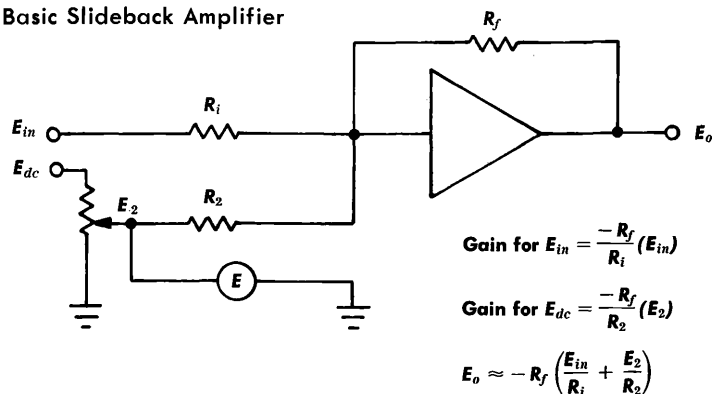 Basic Slideback Amplifier
R_f
R_i
E_in
E_o
E_dc
E_2
R_2
E
Gain for E_in = -R_f/R_i (E_in)
Gain for E_dc = -R_f/R_2 (E_2)
E_o ≈ -R_f (E_in/R_i + E_2/R_2)